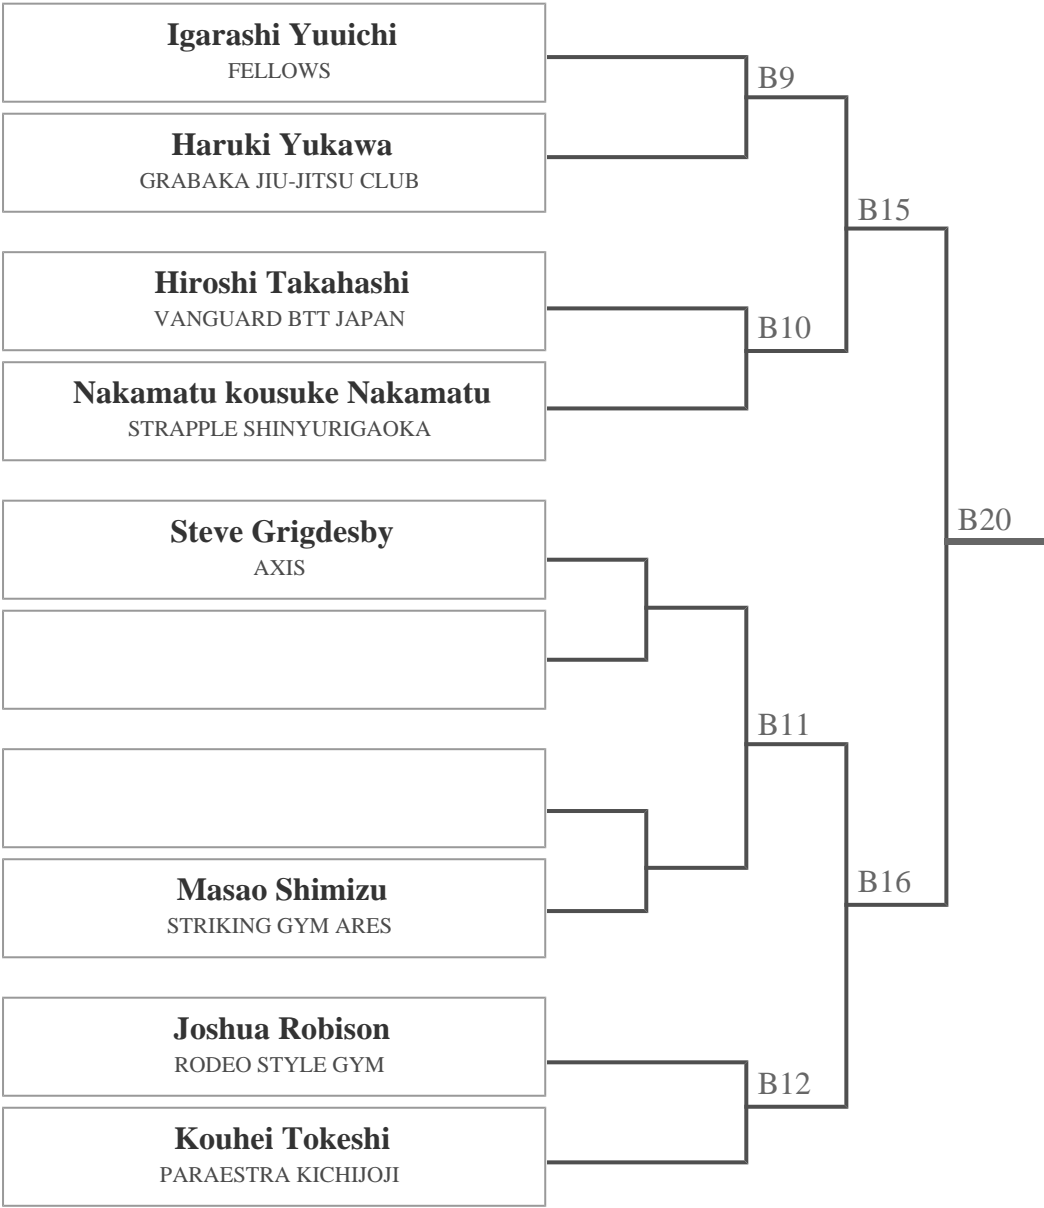 Igarashi Yuuichi
FELLOWS
B9
Haruki Yukawa
GRABAKA JIU-JITSU CLUB
B15
Hiroshi Takahashi
VANGUARD BTT JAPAN
B10
Nakamatu kousuke Nakamatu
STRAPPLE SHINYURIGAOKA
Steve Grigdesby
AXIS
B20
B11
Masao Shimizu
STRIKING GYM ARES
B16
Joshua Robison
RODEO STYLE GYM
B12
Kouhei Tokeshi
PARAESTRA KICHIJOJI